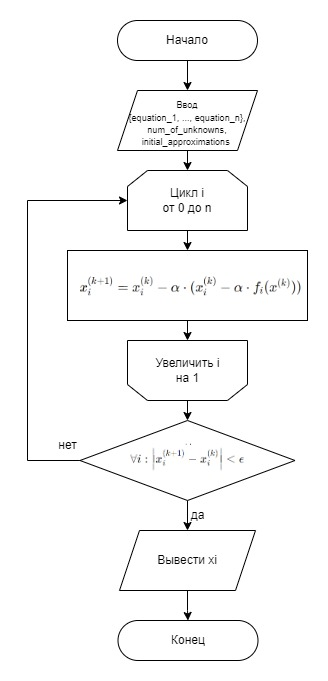 Начало
Ввод
{equation_1, ..., equation_n},
num_of_unknowns,
initial_approximations
Цикл i
от 0 до n
x_i^{(k+1)} = x_i^{(k)} − α · (x_i^{(k)} − α · f_i(x^{(k)}))
Увеличить i
на 1
нет
∀i : |x_i^{(k+1)} − x_i^{(k)}| < ϵ
да
Вывести xi
Конец